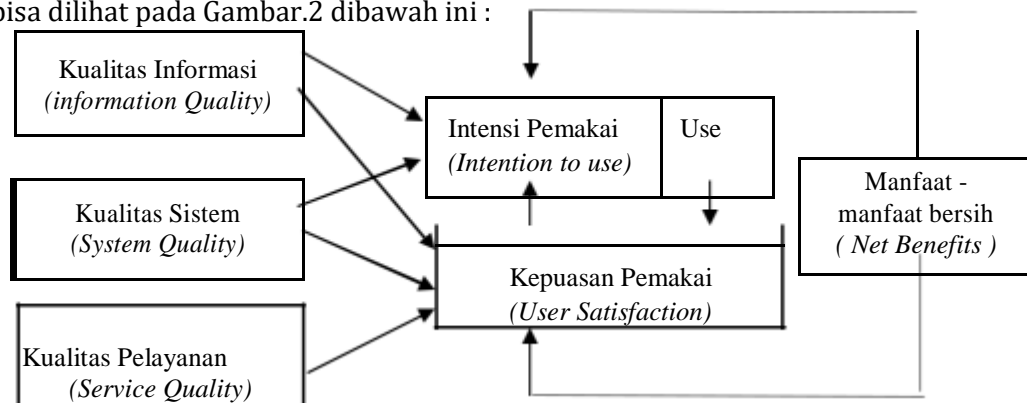 bisa dilihat pada Gambar.2 dibawah ini :
Kualitas Informasi
(information Quality)
Intensi Pemakai
(Intention to use)
Use
Kualitas Sistem
(System Quality)
Manfaat -
manfaat bersih
( Net Benefits )
Kepuasan Pemakai
(User Satisfaction)
Kualitas Pelayanan
(Service Quality)